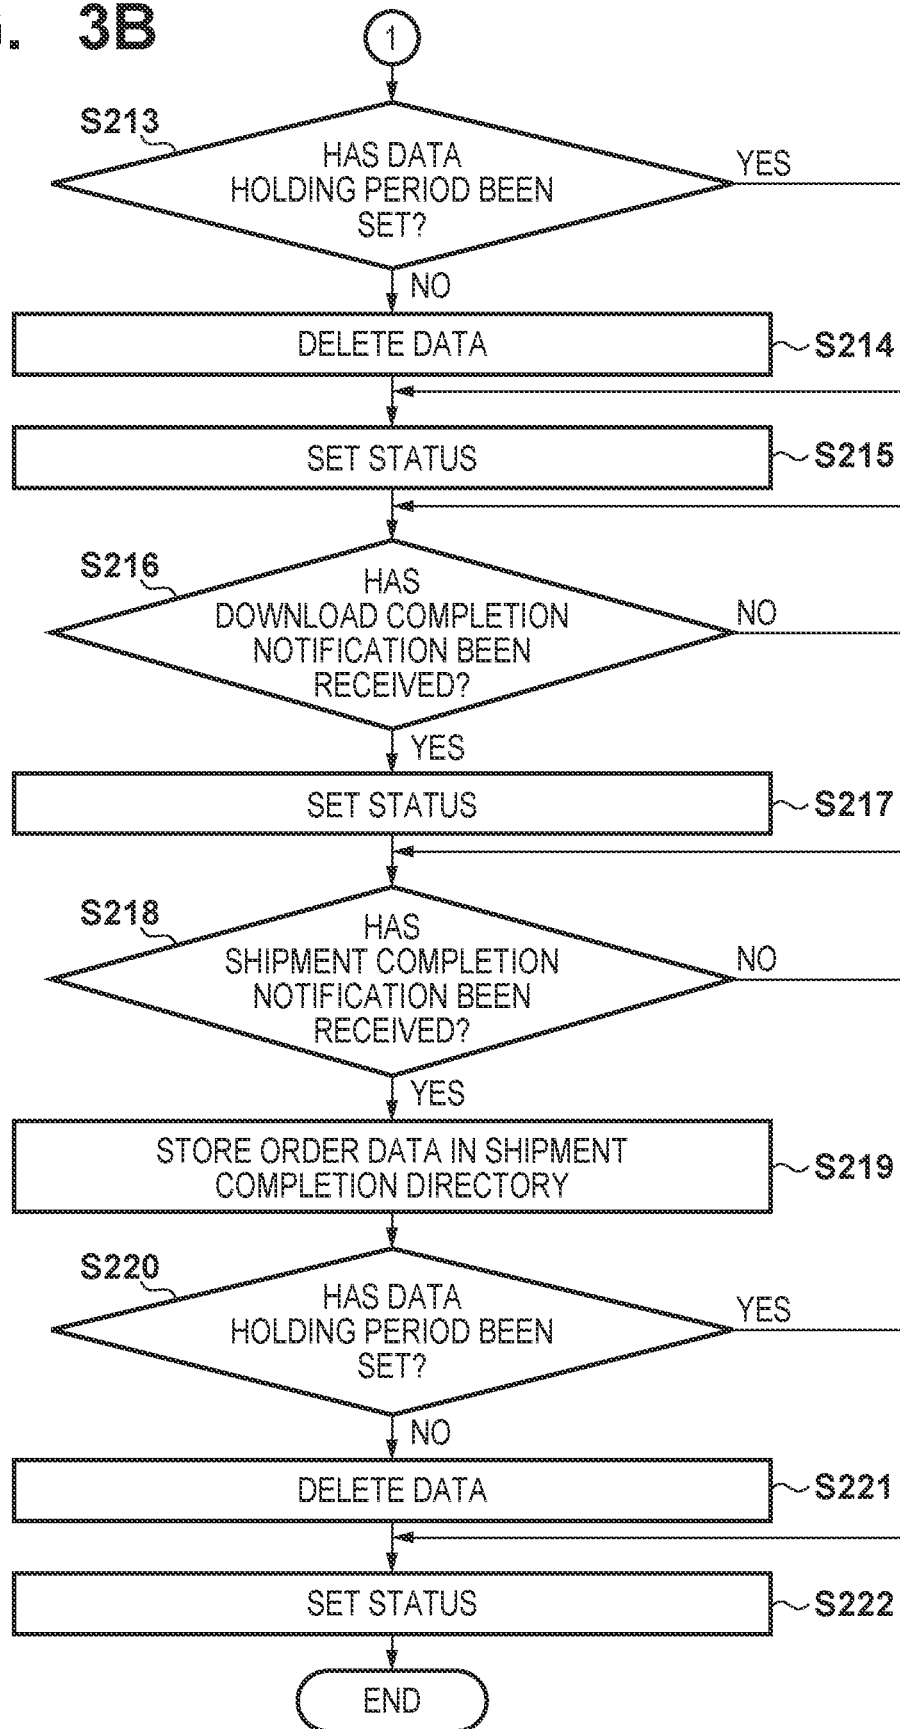 . 3B
1
S213
HAS DATA
HOLDING PERIOD BEEN
SET?
YES
NO
DELETE DATA
S214
SET STATUS
S215
S216
HAS
DOWNLOAD COMPLETION
NOTIFICATION BEEN
RECEIVED?
NO
YES
SET STATUS
S217
S218
HAS
SHIPMENT COMPLETION
NOTIFICATION BEEN
RECEIVED?
NO
YES
STORE ORDER DATA IN SHIPMENT
COMPLETION DIRECTORY
S219
S220
HAS DATA
HOLDING PERIOD BEEN
SET?
YES
NO
DELETE DATA
S221
SET STATUS
S222
END